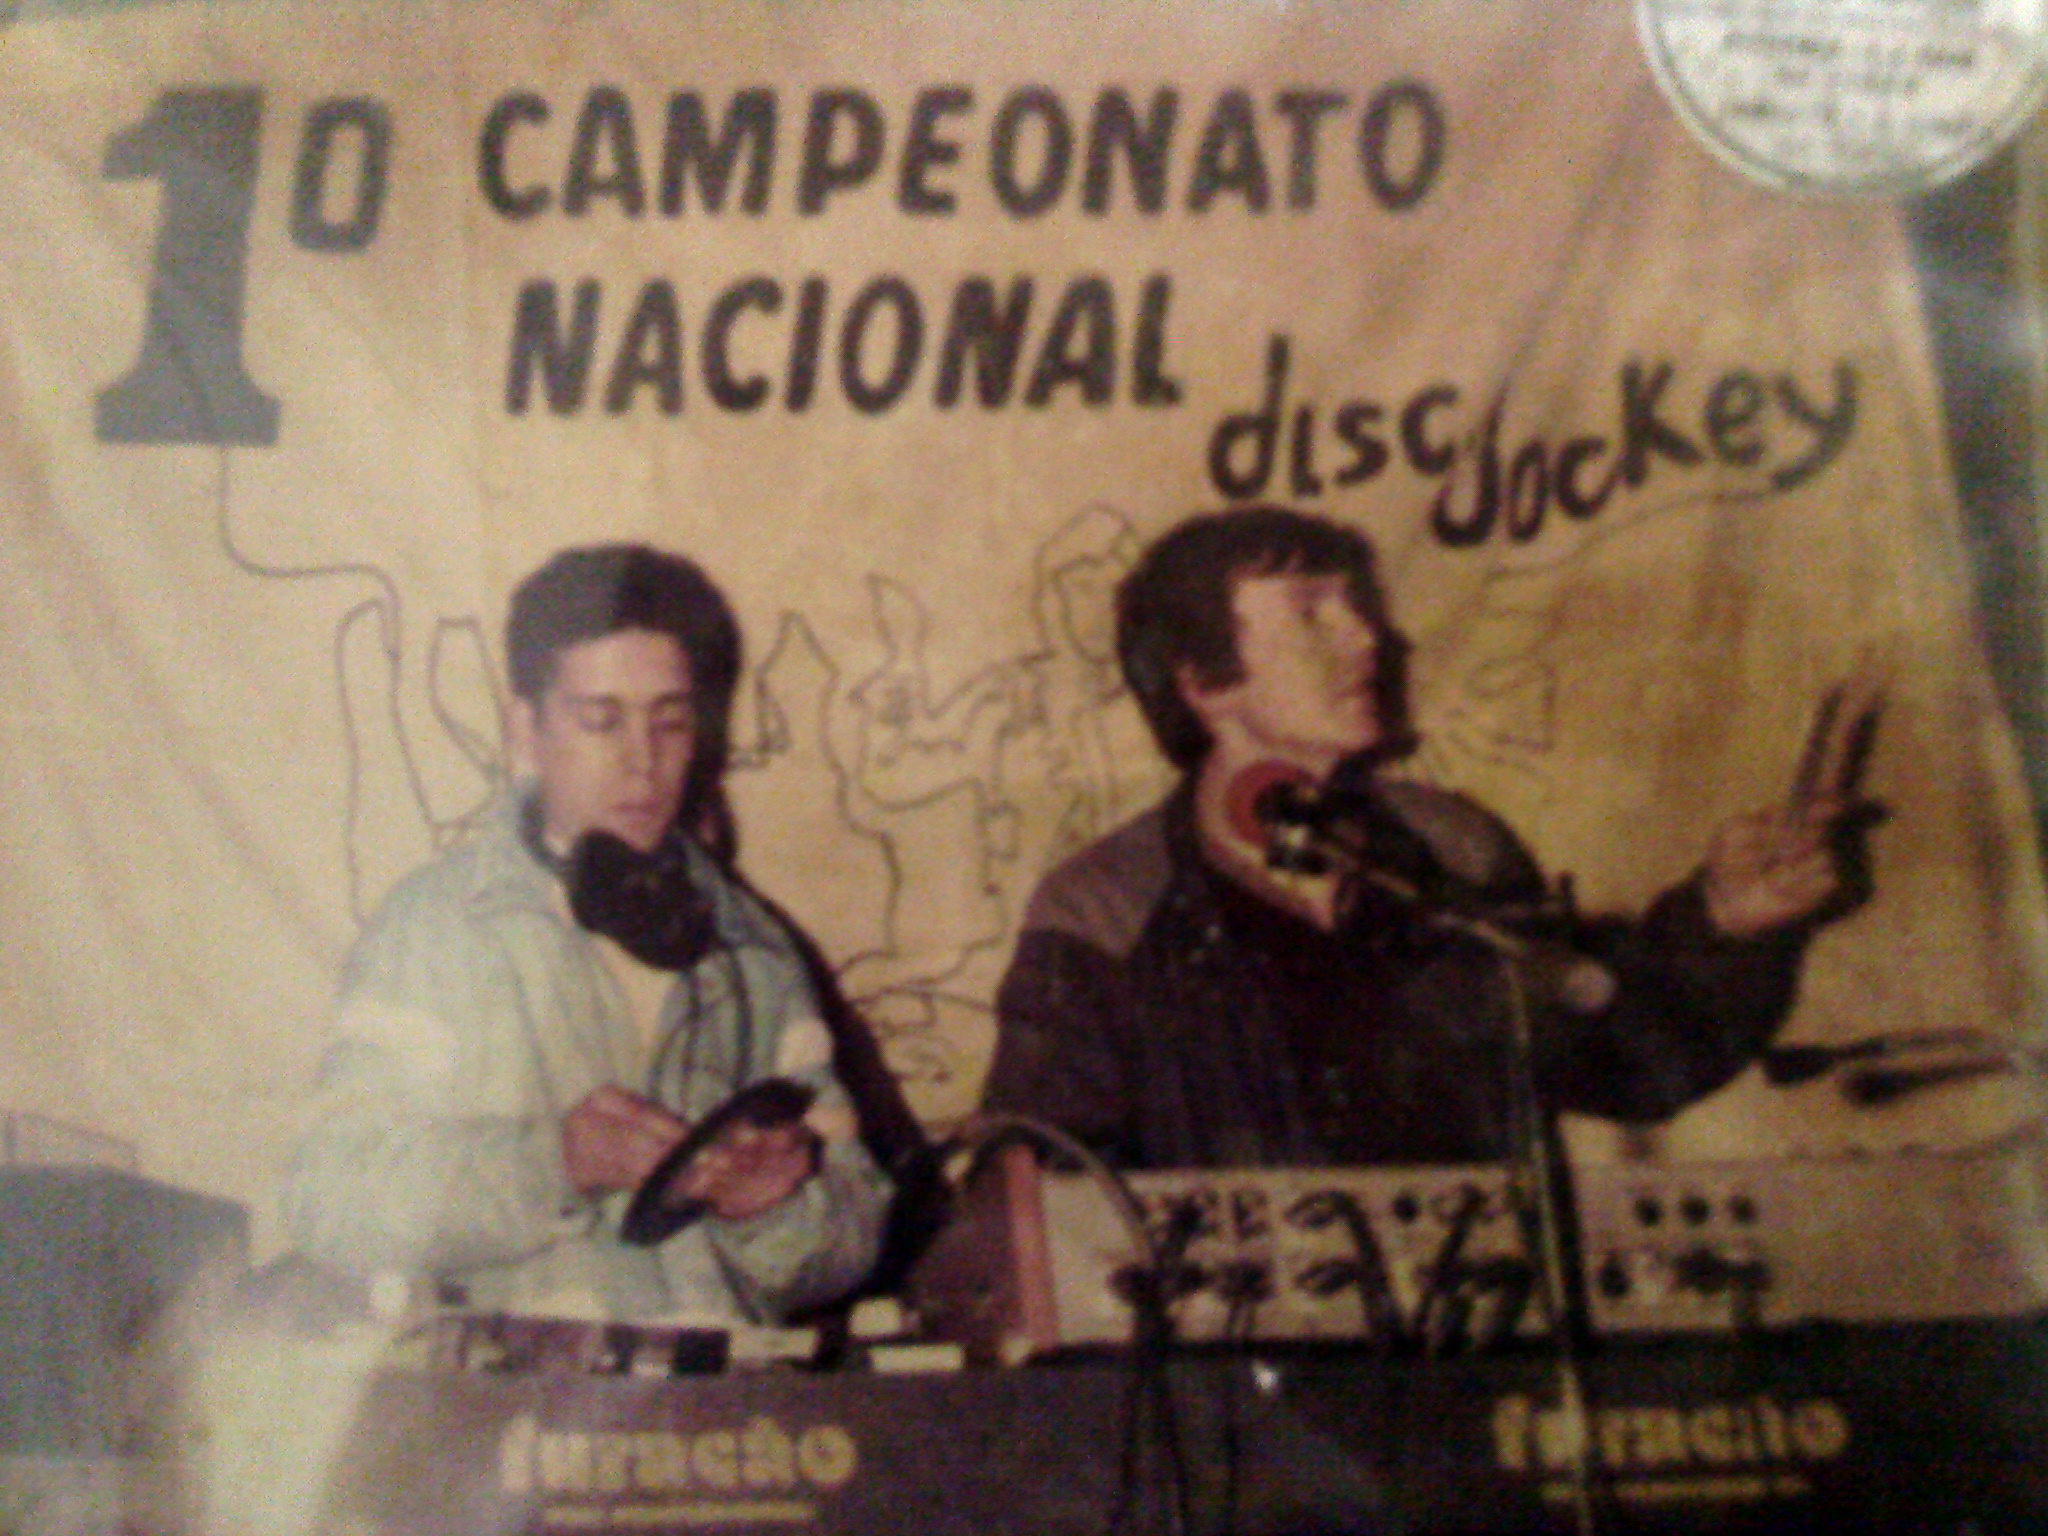 1º CAMPEONATO
NACIONAL
disc Jockey
furacão
furacão